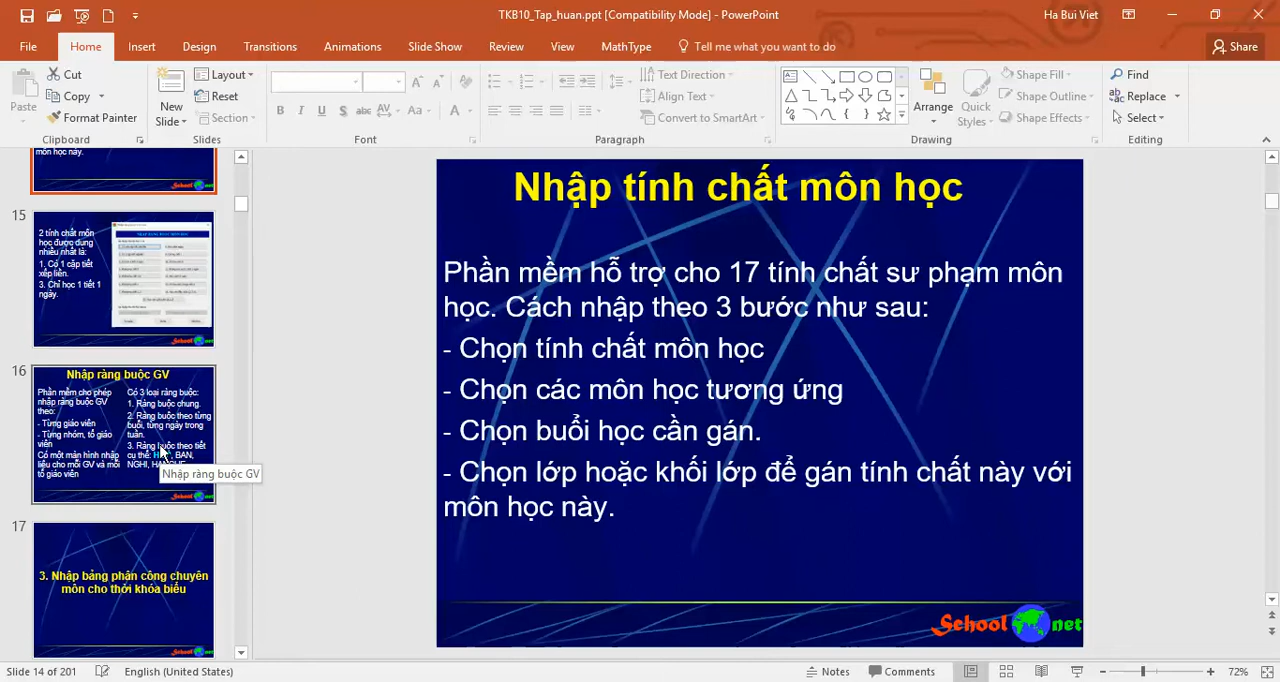 TKB10_Tap_huan.ppt [Compatibility Mode] - PowerPoint
Ha Bui Viet
File Home Insert Design Transitions Animations Slide Show Review View MathType Tell me what you want to do Share
Paste
Cut
Copy
Format Painter
Clipboard
New
Slide
Layout
Reset
Section
Slides
Font
Text Direction
Align Text
Convert to SmartArt
Paragraph
Arrange
Quick
Styles
Shape Fill
Shape Outline
Shape Effects
Drawing
Find
Replace
Select
Editing
môn học này.
School net
15
2 tính chất môn
học được dùng
nhiều nhất là:
1. Có 1 cặp tiết
xếp liền.
3. Chỉ học 1 tiết 1
ngày.
School net
16
Nhập ràng buộc GV
Phần mềm cho phép
nhập ràng buộc GV
theo:
- Từng giáo viên
- Từng nhóm, tổ giáo
viên
Có một màn hình nhập
liệu cho mỗi GV và mỗi
tổ giáo viên
Có 3 loại ràng buộc:
1. Ràng buộc chung.
2. Ràng buộc theo từng
buổi, từng ngày trong
tuần.
3. Ràng buộc theo tiết
cụ thể: BAN,
NGHI,
Nhập ràng buộc GV
School net
17
3. Nhập bảng phận công chuyên
môn cho thời khóa biểu
Nhập tính chất môn học
Phần mềm hỗ trợ cho 17 tính chất sư phạm môn
học. Cách nhập theo 3 bước như sau:
- Chọn tính chất môn học
- Chọn các môn học tương ứng
- Chọn buổi học cần gán.
- Chọn lớp hoặc khối lớp để gán tính chất này với
môn học này.
School net
Slide 14 of 201 English (United States) Notes Comments 72%